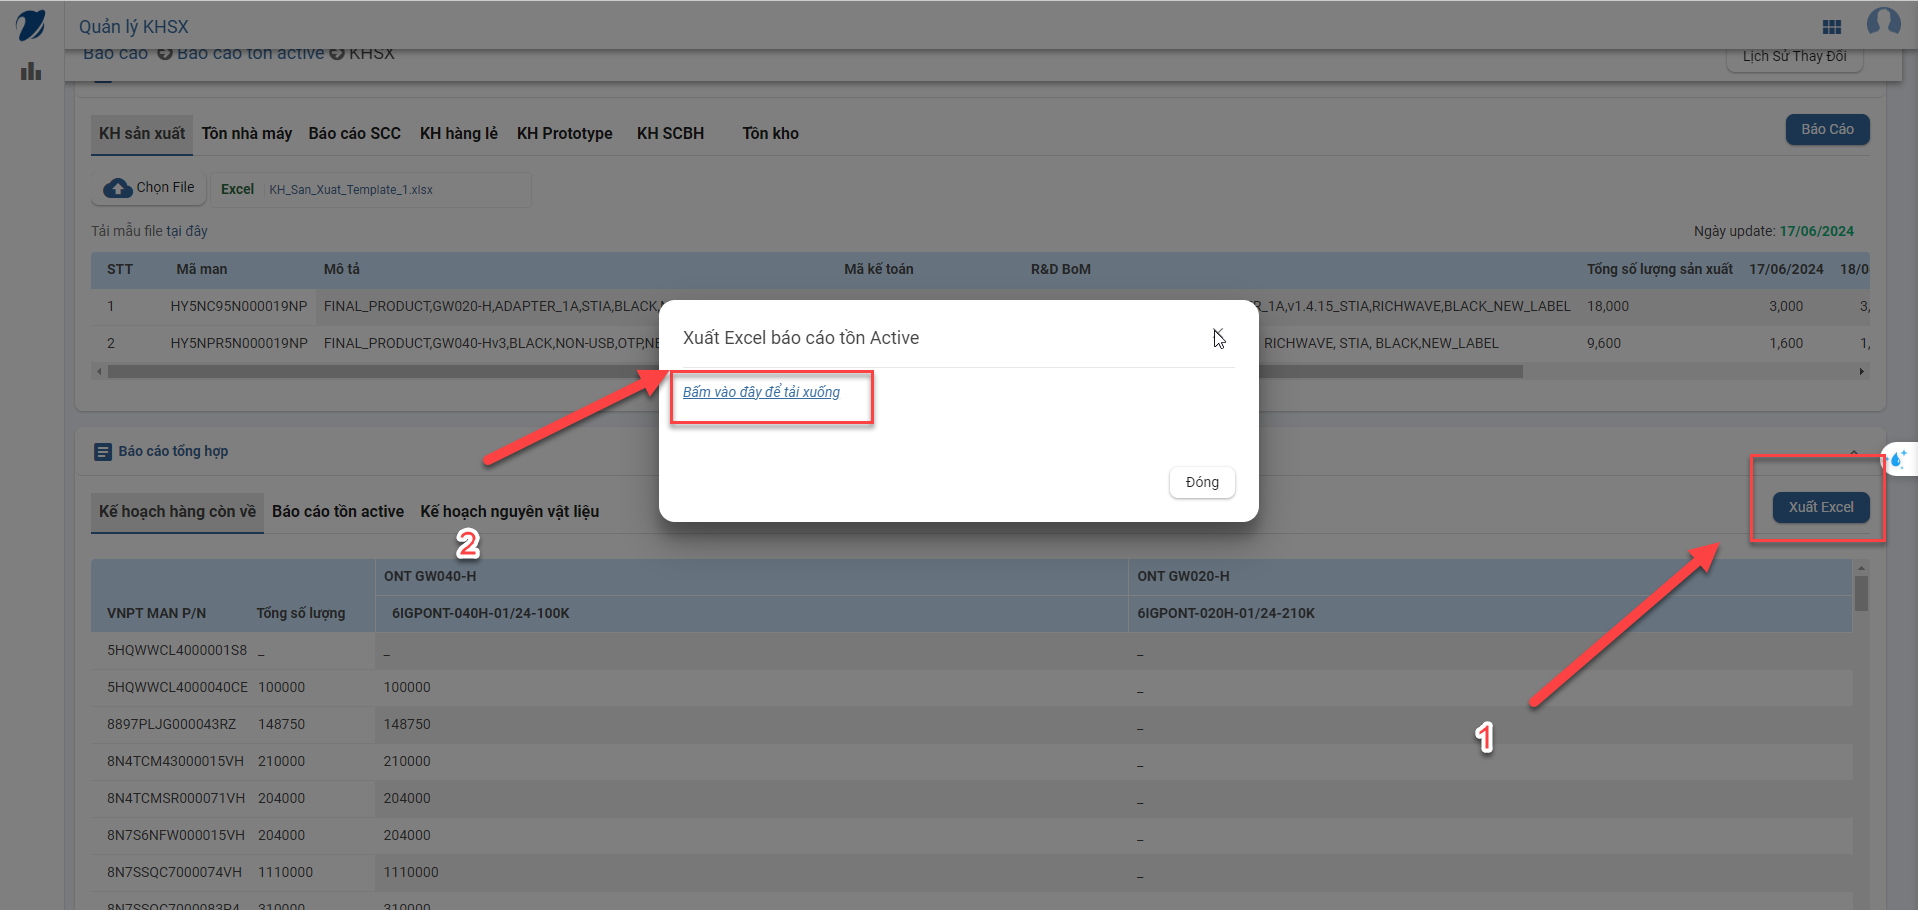 Quản lý KHSX
Báo cáo Báo cáo tồn active KHSX
Lịch Sử Thay Đổi
KH sản xuất Tồn nhà máy Báo cáo SCC KH hàng lẻ KH Prototype KH SCBH Tồn kho
Báo Cáo
Chọn File Excel KH_San_Xuat_Template_1.xlsx
Tải mẫu file tại đây
Ngày update: 17/06/2024
STT Mã man Mô tả Mã kế toán R&D BoM Tổng số lượng sản xuất 17/06/2024 18/0
1 HY5NC95N000019NP FINAL_PRODUCT,GW020-H,ADAPTER_1A,STIA,BLACK, R_1A,v1.4.15_STIA,RICHWAVE,BLACK_NEW_LABEL 18,000 3,000 3,
2 HY5NPR5N000019NP FINAL_PRODUCT,GW040-Hv3,BLACK,NON-USB,OTP,NE RICHWAVE, STIA, BLACK,NEW_LABEL 9,600 1,600 1,
Xuất Excel báo cáo tồn Active
Bấm vào đây để tải xuống
Đóng
Báo cáo tổng hợp
Kế hoạch hàng còn về Báo cáo tồn active Kế hoạch nguyên vật liệu
Xuất Excel
2
ONT GW040-H ONT GW020-H
VNPT MAN P/N Tổng số lượng 6IGPONT-040H-01/24-100K 6IGPONT-020H-01/24-210K
5HQWWCL4000001S8 _ _ _
5HQWWCL4000040CE 100000 100000 _
8897PLJG000043RZ 148750 148750 _
1
8N4TCM43000015VH 210000 210000 _
8N4TCMSR000071VH 204000 204000 _
8N7S6NFW000015VH 204000 204000 _
8N7SSQC7000074VH 1110000 1110000 _
8N7SSQC7000083R4 310000 310000